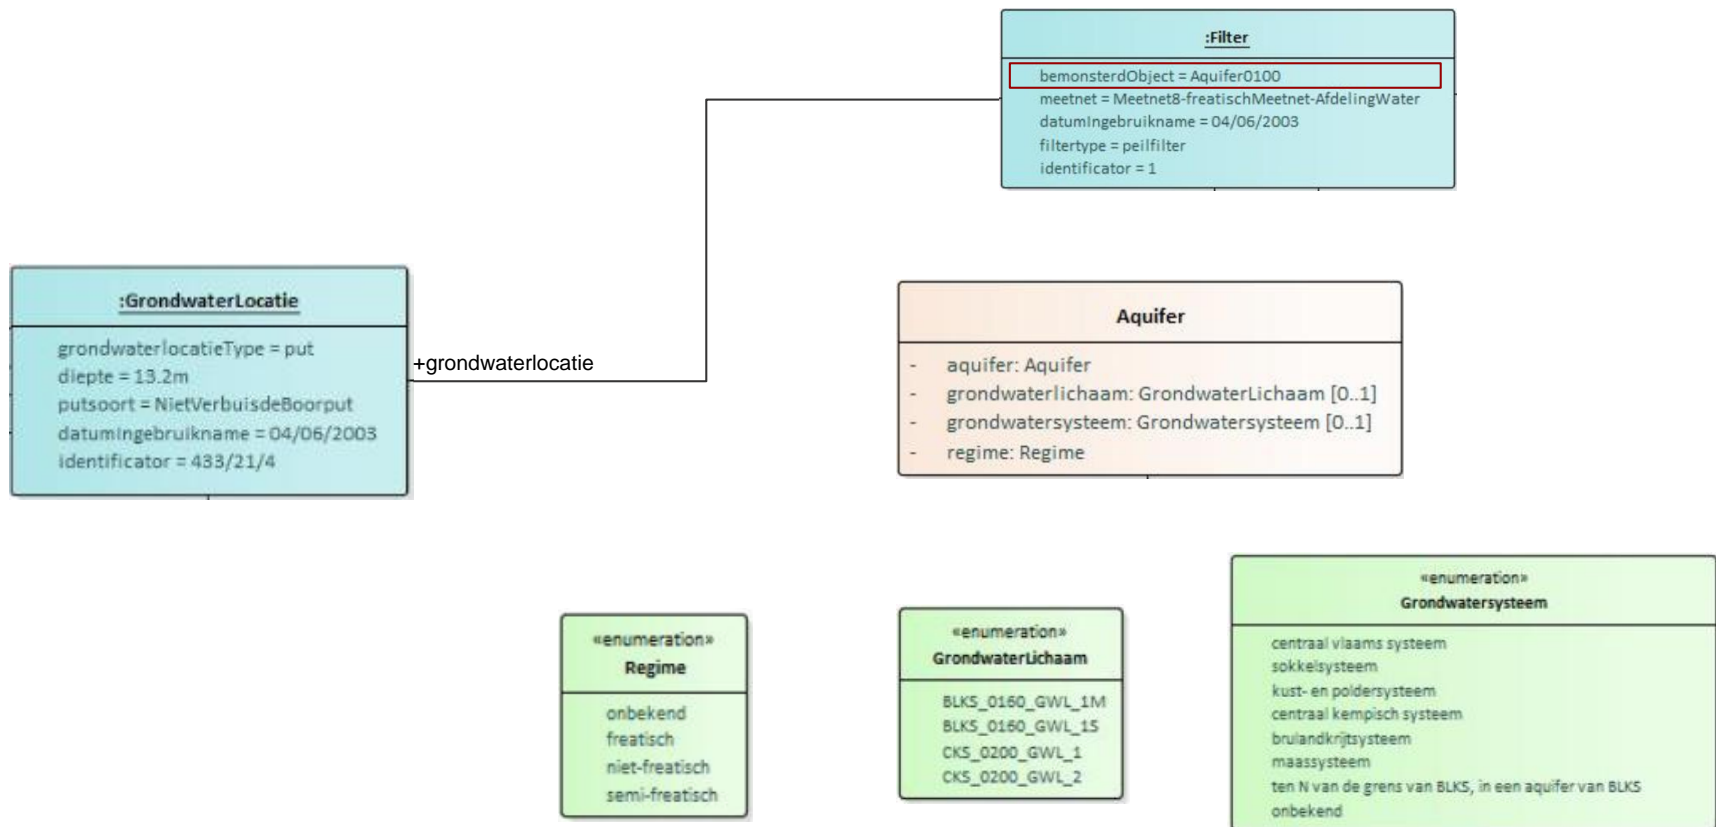 :Filter
bemonsterdObject = Aquifer0100
meetnet = Meetnet8-freatischMeetnet-AfdelingWater
datumIngebruikname = 04/06/2003
filtertype = peilfilter
identificator = 1
:GrondwaterLocatie
grondwaterlocatieType = put
diepte = 13.2m
putsoort = NietVerbuisdeBoorput
datumIngebruikname = 04/06/2003
identificator = 433/21/4
+grondwaterlocatie
Aquifer
- aquifer: Aquifer
- grondwaterlichaam: GrondwaterLichaam [0..1]
- grondwatersysteem: Grondwatersysteem [0..1]
- regime: Regime
«enumeration»
Regime
onbekend
freatisch
niet-freatisch
semi-freatisch
«enumeration»
GrondwaterLichaam
BLKS_0160_GWL_1M
BLKS_0160_GWL_1S
CKS_0200_GWL_1
CKS_0200_GWL_2
«enumeration»
Grondwatersysteem
centraal vlaams systeem
sokkelsysteem
kust- en poldersysteem
centraal kempisch systeem
brulandkrijtsysteem
maassysteem
ten N van de grens van BLKS, in een aquifer van BLKS
onbekend